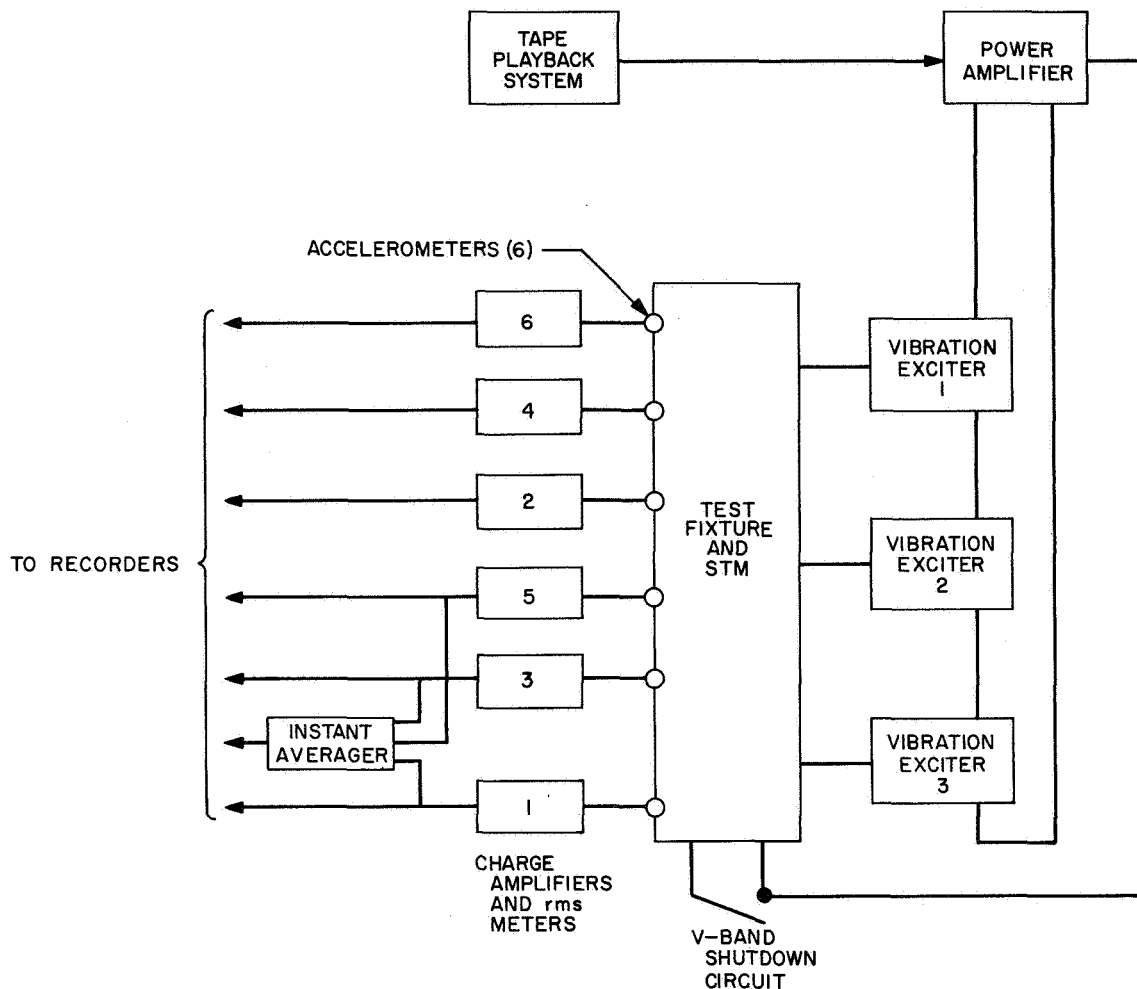 TAPE
PLAYBACK
SYSTEM
POWER
AMPLIFIER
ACCELEROMETERS (6)
6
4
2
5
3
1
TO RECORDERS
INSTANT
AVERAGER
CHARGE
AMPLIFIERS
AND rms
METERS
TEST
FIXTURE
AND
STM
VIBRATION
EXCITER
1
VIBRATION
EXCITER
2
VIBRATION
EXCITER
3
V-BAND
SHUTDOWN
CIRCUIT